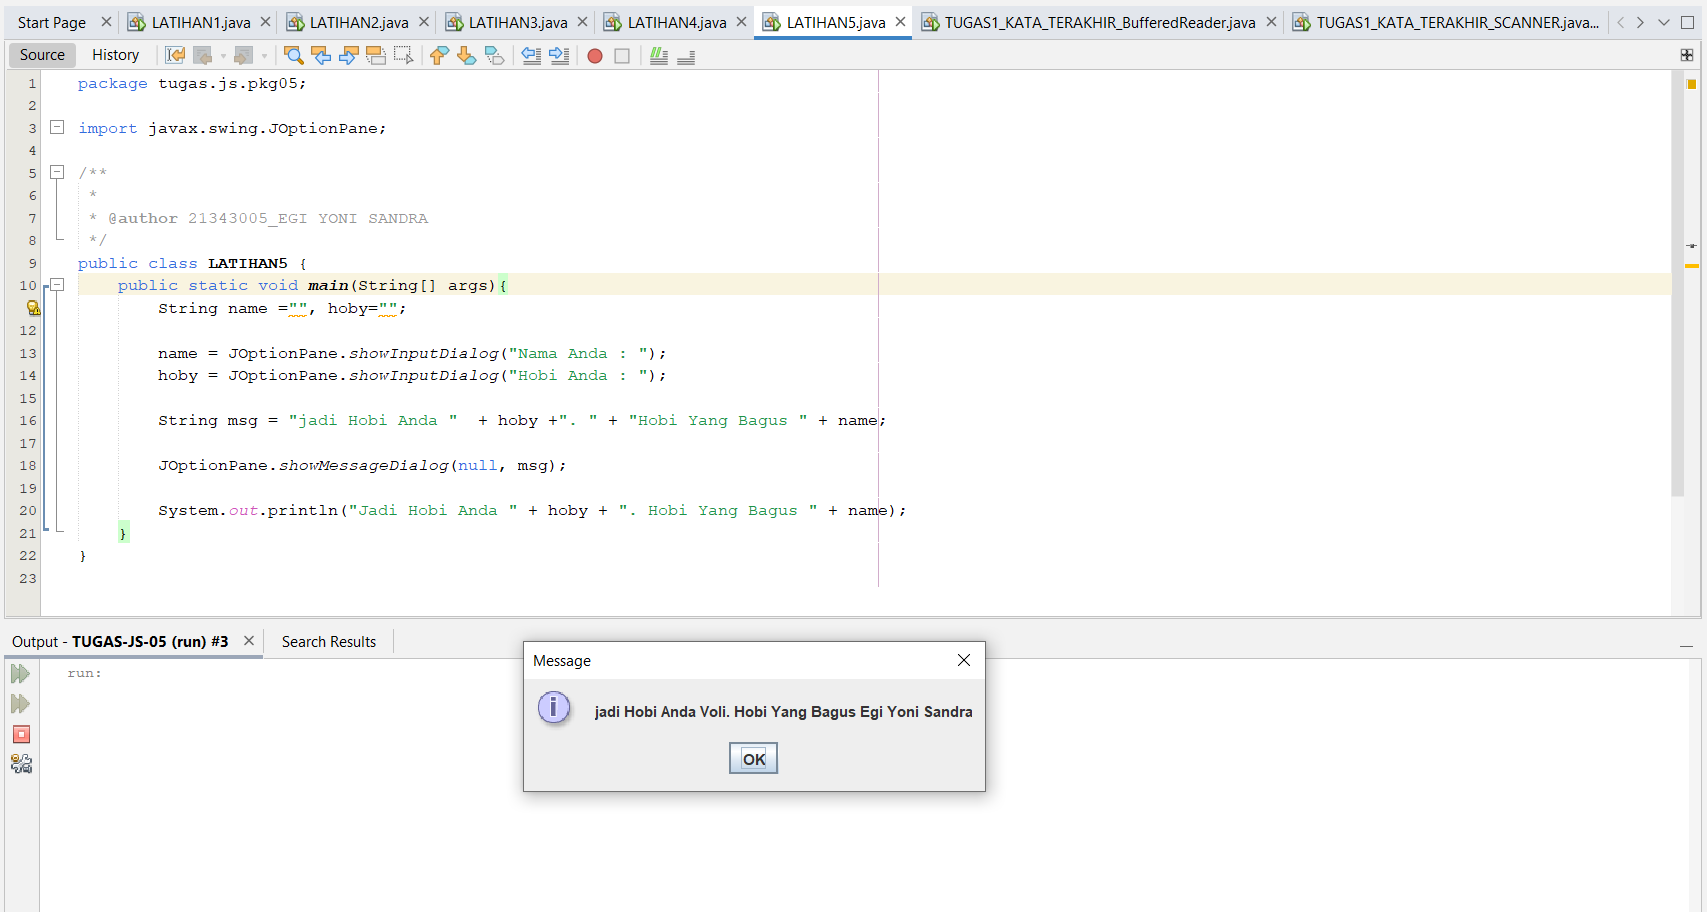 Start Page LATIHAN1.java LATIHAN2.java LATIHAN3.java LATIHAN4.java LATIHAN5.java TUGAS1_KATA_TERAKHIR_BufferedReader.java TUGAS1_KATA_TERAKHIR_SCANNER.java...
Source History
1 package tugas.js.pkg05;
2
3 import javax.swing.JOptionPane;
4
5 /**
6 *
7 * @author 21343005_EGI YONI SANDRA
8 */
9 public class LATIHAN5 {
10 public static void main(String[] args){
String name ="", hoby="";
12
13 name = JOptionPane.showInputDialog("Nama Anda : ");
14 hoby = JOptionPane.showInputDialog("Hobi Anda : ");
15
16 String msg = "jadi Hobi Anda "  + hoby +". " + "Hobi Yang Bagus " + name;
17
18 JOptionPane.showMessageDialog(null, msg);
19
20 System.out.println("Jadi Hobi Anda " + hoby + ". Hobi Yang Bagus " + name);
21 }
22 }
23
Output - TUGAS-JS-05 (run) #3 Search Results
run:
Message
jadi Hobi Anda Voli. Hobi Yang Bagus Egi Yoni Sandra
OK